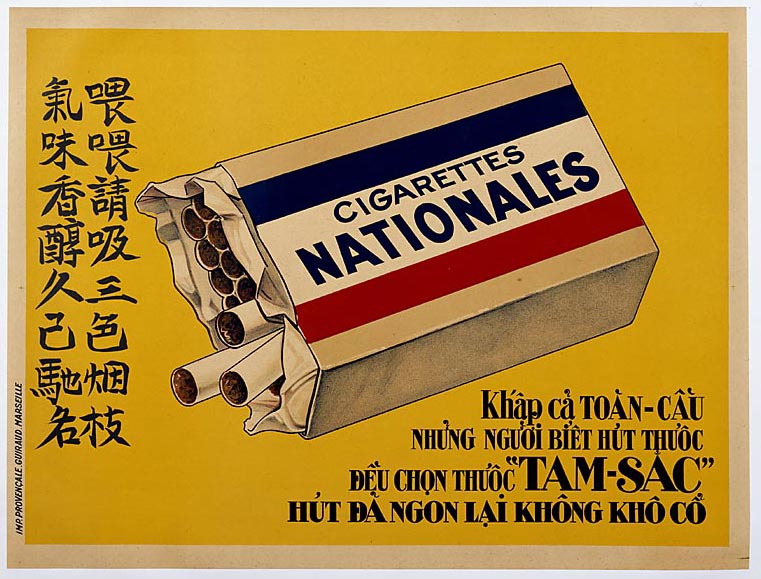 喂喂請吸三色烟枝
氣味香醇久己馳名
CIGARETTES
NATIONALES
Khắp cả TOÀN-CẦU
NHỮNG NGƯỜI BIẾT HÚT THUỐC
ĐỀU CHỌN THUỐC “TAM-SẮC”
HÚT ĐÃ NGON LẠI KHÔNG KHÔ CỔ
IMP. PROVENÇALE. GUIRAUD. MARSEILLE